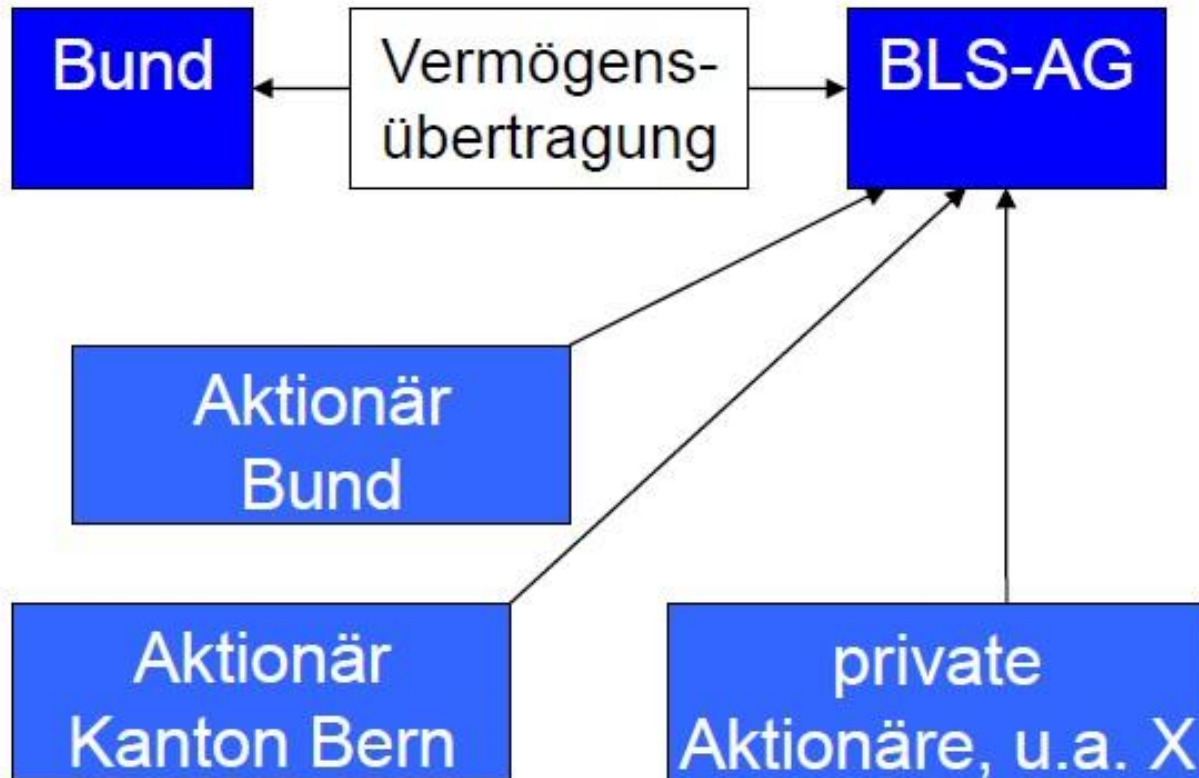 Bund
Vermögens-
übertragung
BLS-AG
Aktionär
Bund
Aktionär
Kanton Bern
private
Aktionäre, u.a. X